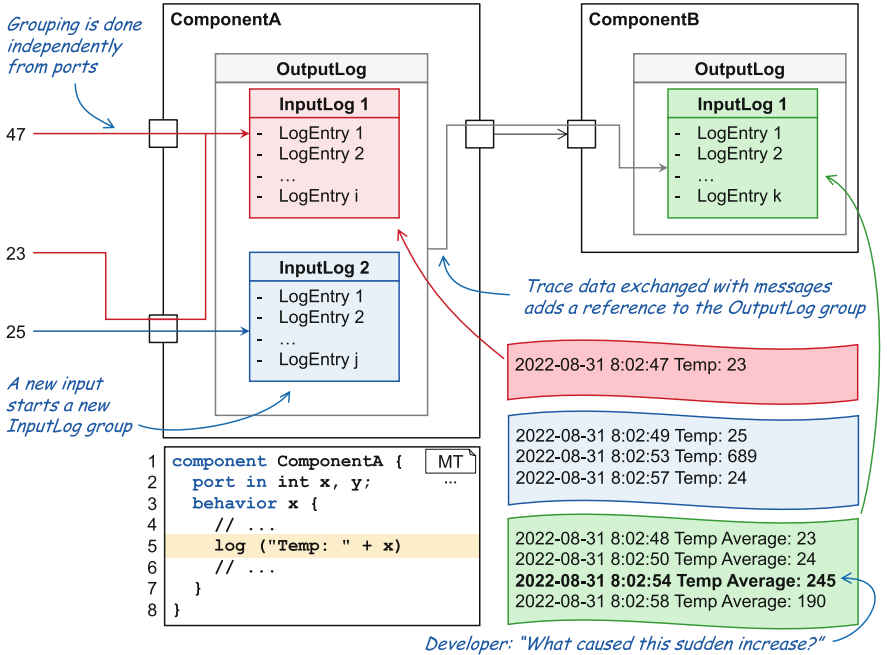 Grouping is done
independently
from ports
47
23
25
A new input
starts a new
InputLog group
ComponentA
OutputLog
InputLog 1
- LogEntry 1
- LogEntry 2
- ...
- LogEntry i
InputLog 2
- LogEntry 1
- LogEntry 2
- ...
- LogEntry j
ComponentB
OutputLog
InputLog 1
- LogEntry 1
- LogEntry 2
- ...
- LogEntry k
Trace data exchanged with messages
adds a reference to the OutputLog group
2022-08-31 8:02:47 Temp: 23
2022-08-31 8:02:49 Temp: 25
2022-08-31 8:02:53 Temp: 689
2022-08-31 8:02:57 Temp: 24
2022-08-31 8:02:48 Temp Average: 23
2022-08-31 8:02:50 Temp Average: 24
2022-08-31 8:02:54 Temp Average: 245
2022-08-31 8:02:58 Temp Average: 190
Developer: "What caused this sudden increase?"
MT
...
1 component ComponentA {
2 port in int x, y;
3 behavior x {
4 // ...
5 log ("Temp: " + x)
6 // ...
7 }
8 }